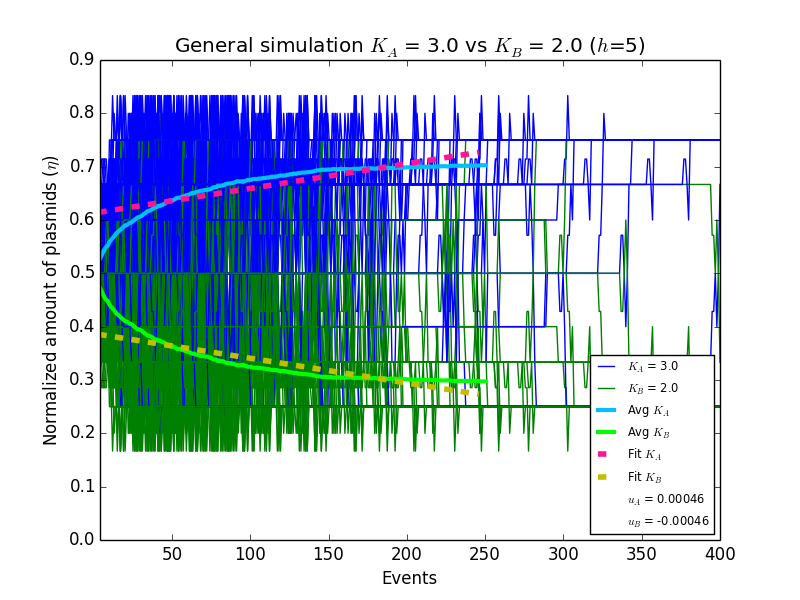 General simulation K_A = 3.0 vs K_B = 2.0 (h=5)
Normalized amount of plasmids (η)
0.9
0.8
0.7
0.6
0.5
0.4
0.3
0.2
0.1
0.0
K_A = 3.0
K_B = 2.0
Avg K_A
Avg K_B
Fit K_A
Fit K_B
u_A = 0.00046
u_B = -0.00046
50 100 150 200 250 300 350 400
Events